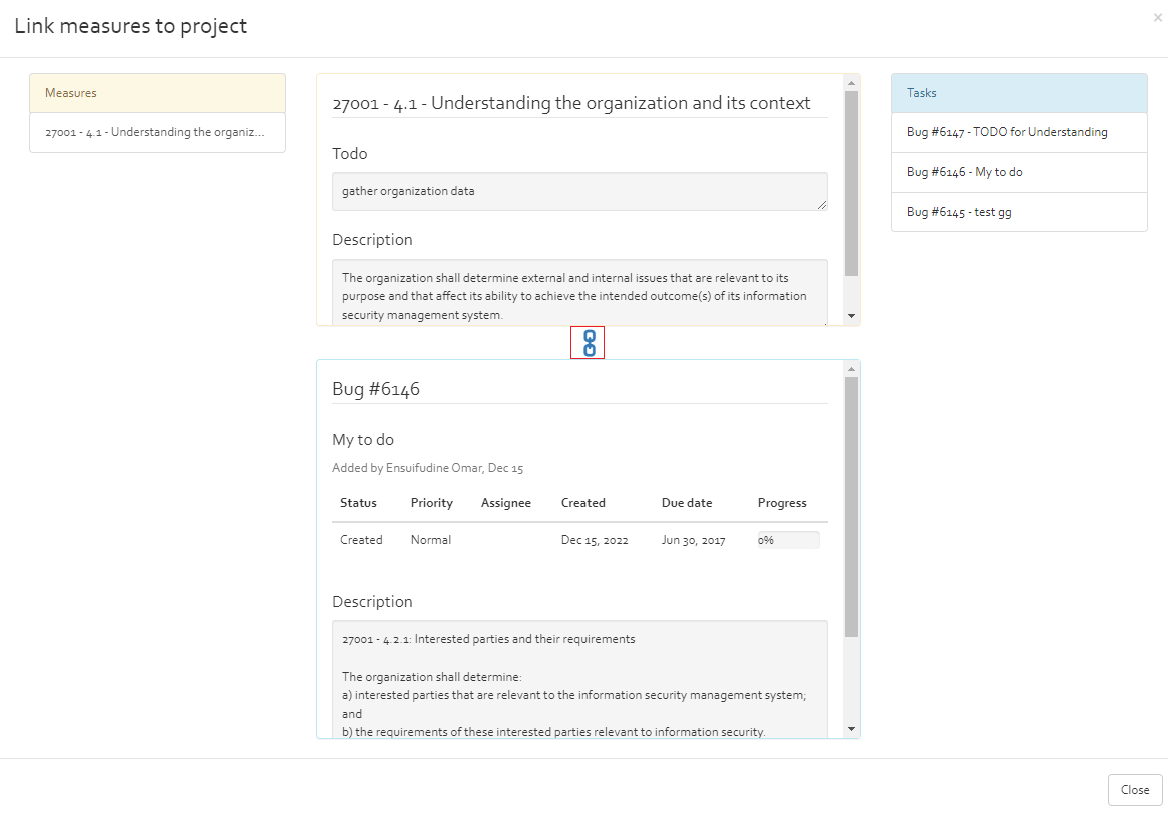 Link measures to project
×
Measures
27001 - 4.1 - Understanding the organiz...
27001 - 4.1 - Understanding the organization and its context
Todo
gather organization data
Description
The organization shall determine external and internal issues that are relevant to its
purpose and that affect its ability to achieve the intended outcome(s) of its information
security management system.
Tasks
Bug #6147 - TODO for Understanding
Bug #6146 - My to do
Bug #6145 - test gg
Bug #6146
My to do
Added by Ensuifudine Omar, Dec 15
Status Priority Assignee Created Due date Progress
Created Normal Dec 15, 2022 Jun 30, 2017 0%
Description
27001 - 4.2.1: Interested parties and their requirements
The organization shall determine:
a) interested parties that are relevant to the information security management system;
and
b) the requirements of these interested parties relevant to information security.
Close